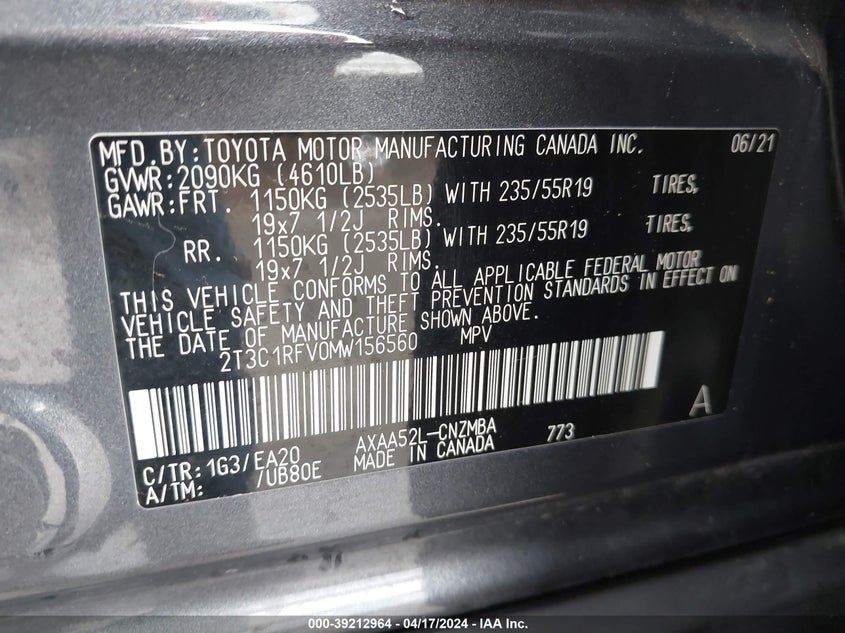 MFD.BY:TOYOTA MOTOR MANUFACTURING CANADA INC. 06/21
GVWR:2090KG (4610LB)
GAWR:FRT. 1150KG (2535LB) WITH 235/55R19 TIRES,
19x7 1/2J RIMS.
RR. 1150KG (2535LB) WITH 235/55R19 TIRES,
19x7 1/2J RIMS.
THIS VEHICLE CONFORMS TO ALL APPLICABLE FEDERAL MOTOR
VEHICLE SAFETY AND THEFT PREVENTION STANDARDS IN EFFECT ON
THE DATE OF MANUFACTURE SHOWN ABOVE.
2T3C1RFV0MW156560 MPV
A
C/TR:1G3/EA20 AXAA52L-CNZMBA 773
A/TM: /UB80E MADE IN CANADA
000-39212964 - 04/17/2024 - IAA Inc.